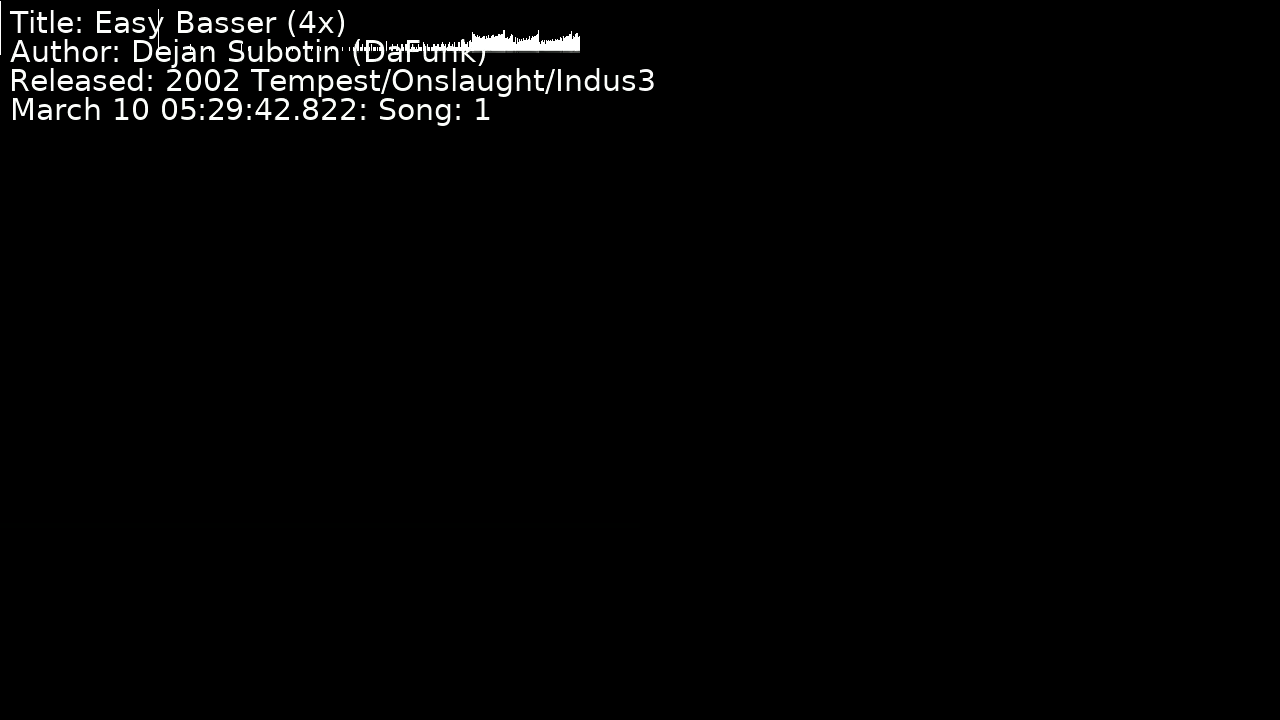 Title: Easy Basser (4x)
Author: Dejan Subotin (DaFunk)
Released: 2002 Tempest/Onslaught/Indus3
March 10 05:29:42.822: Song: 1